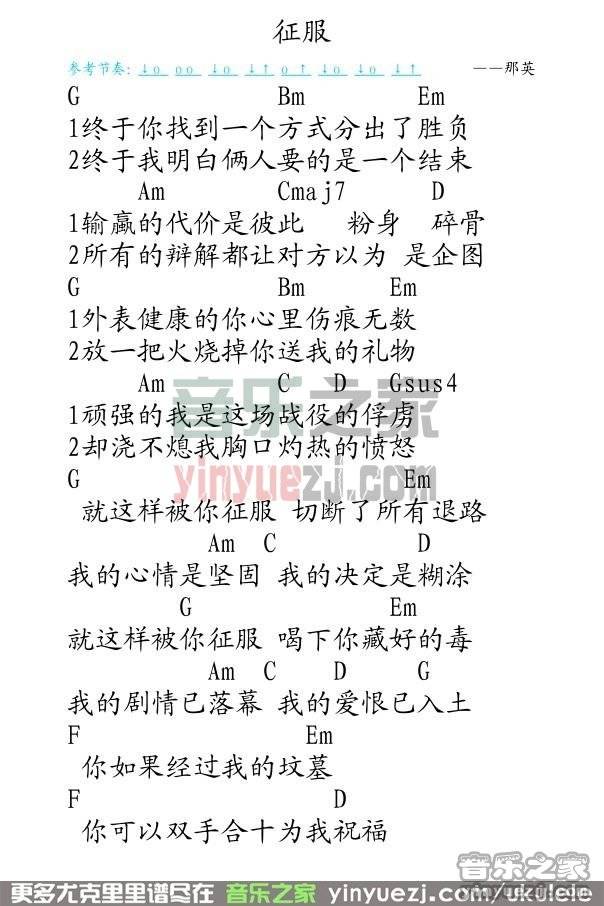 征服
参考节奏: ↓o oo ↓o ↓↑ o↑ ↓o ↓o ↓↑ ——那英
G Bm Em
1终于你找到一个方式分出了胜负
2终于我明白俩人要的是一个结束
Am Cmaj7 D
1输赢的代价是彼此 粉身 碎骨
2所有的辩解都让对方以为 是企图
G Bm Em
1外表健康的你心里伤痕无数
2放一把火烧掉你送我的礼物
Am C D Gsus4
1顽强的我是这场战役的俘虏
2却浇不熄我胸口灼热的愤怒
G Em
就这样被你征服 切断了所有退路
Am C D
我的心情是坚固 我的决定是糊涂
G Em
就这样被你征服 喝下你藏好的毒
Am C D G
我的剧情已落幕 我的爱恨已入土
F Em
你如果经过我的坟墓
F D
你可以双手合十为我祝福
音乐之家
yinyuezj.com
音乐之家
yinyuezj.com
更多尤克里里谱尽在 音乐之家 yinyuezj.com/uku.com